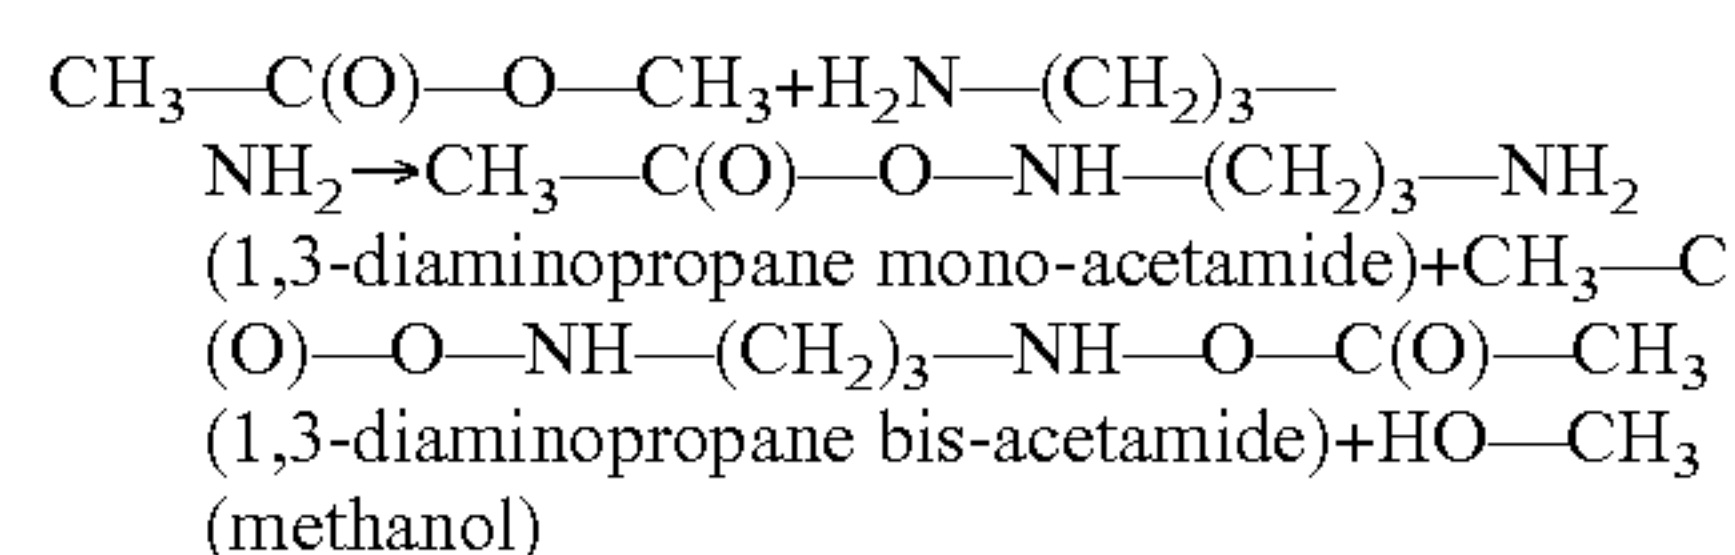 CH₃—C(O)—O—CH₃+H₂N—(CH₂)₃—
NH₂→CH₃—C(O)—O—NH—(CH₂)₃—NH₂
(1,3-diaminopropane mono-acetamide)+CH₃—C
(O)—O—NH—(CH₂)₃—NH—O—C(O)—CH₃
(1,3-diaminopropane bis-acetamide)+HO—CH₃
(methanol)